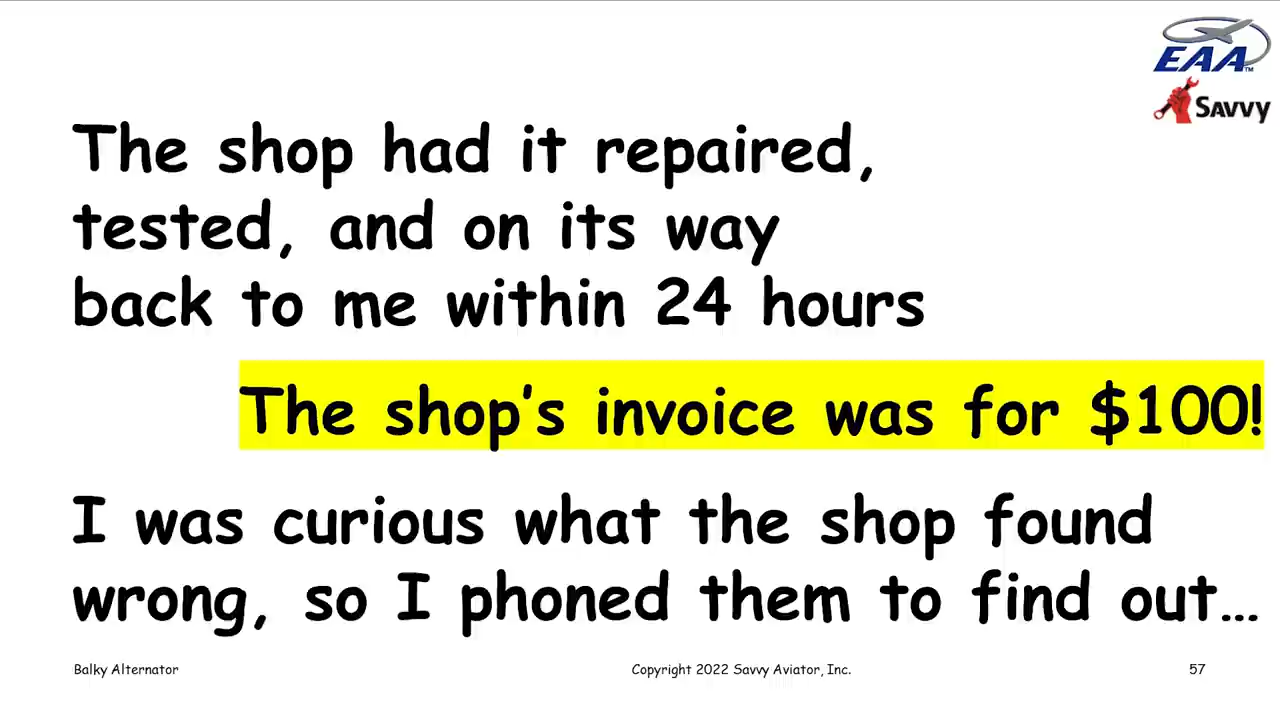 EAA™
Savvy
The shop had it repaired,
tested, and on its way
back to me within 24 hours
The shop's invoice was for $100!
I was curious what the shop found
wrong, so I phoned them to find out…
Balky Alternator
Copyright 2022 Savvy Aviator, Inc.
57